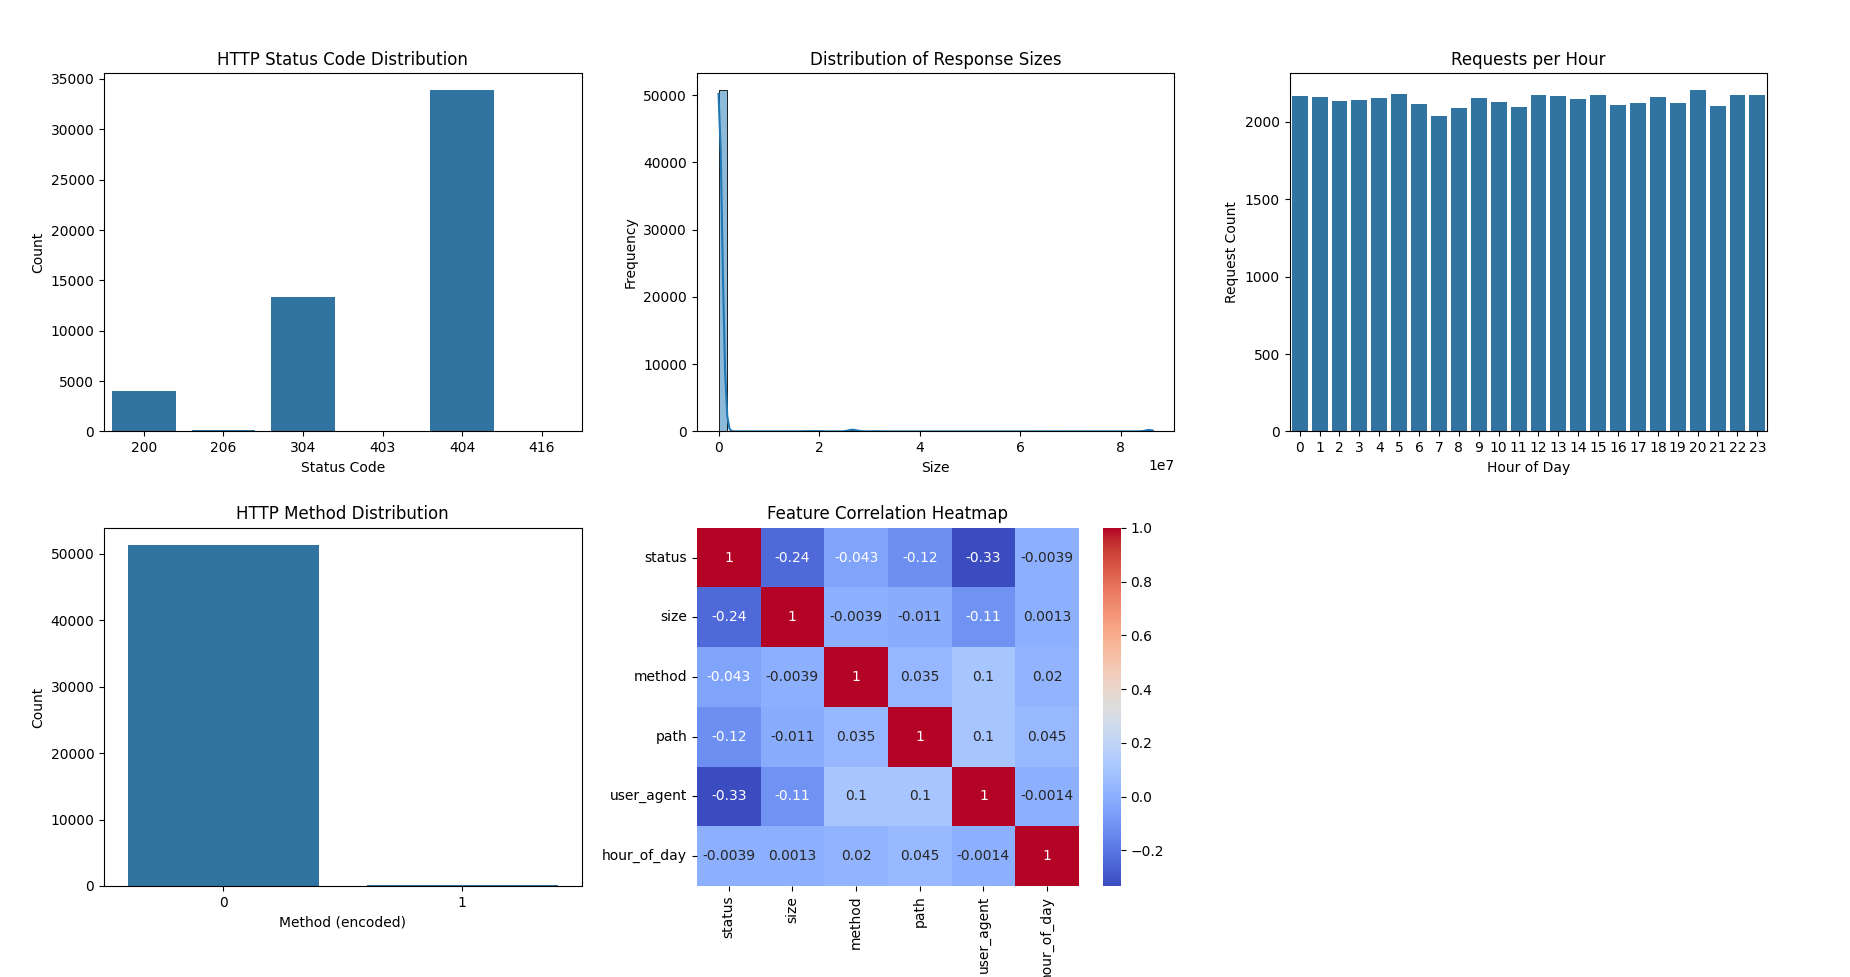 HTTP Status Code Distribution
35000
30000
25000
20000
15000
10000
5000
0
Count
200 206 304 403 404 416
Status Code
Distribution of Response Sizes
50000
40000
30000
20000
10000
0
Frequency
0 2 4 6 8
1e7
Size
Requests per Hour
2000
1500
1000
500
0
Request Count
0 1 2 3 4 5 6 7 8 9 10 11 12 13 14 15 16 17 18 19 20 21 22 23
Hour of Day
HTTP Method Distribution
50000
40000
30000
20000
10000
0
Count
0 1
Method (encoded)
Feature Correlation Heatmap
status 1 -0.24 -0.043 -0.12 -0.33 -0.0039
size -0.24 1 -0.0039 -0.011 -0.11 0.0013
method -0.043 -0.0039 1 0.035 0.1 0.02
path -0.12 -0.011 0.035 1 0.1 0.045
user_agent -0.33 -0.11 0.1 0.1 1 -0.0014
hour_of_day -0.0039 0.0013 0.02 0.045 -0.0014 1
status size method path user_agent hour_of_day
1.0
0.8
0.6
0.4
0.2
0.0
−0.2